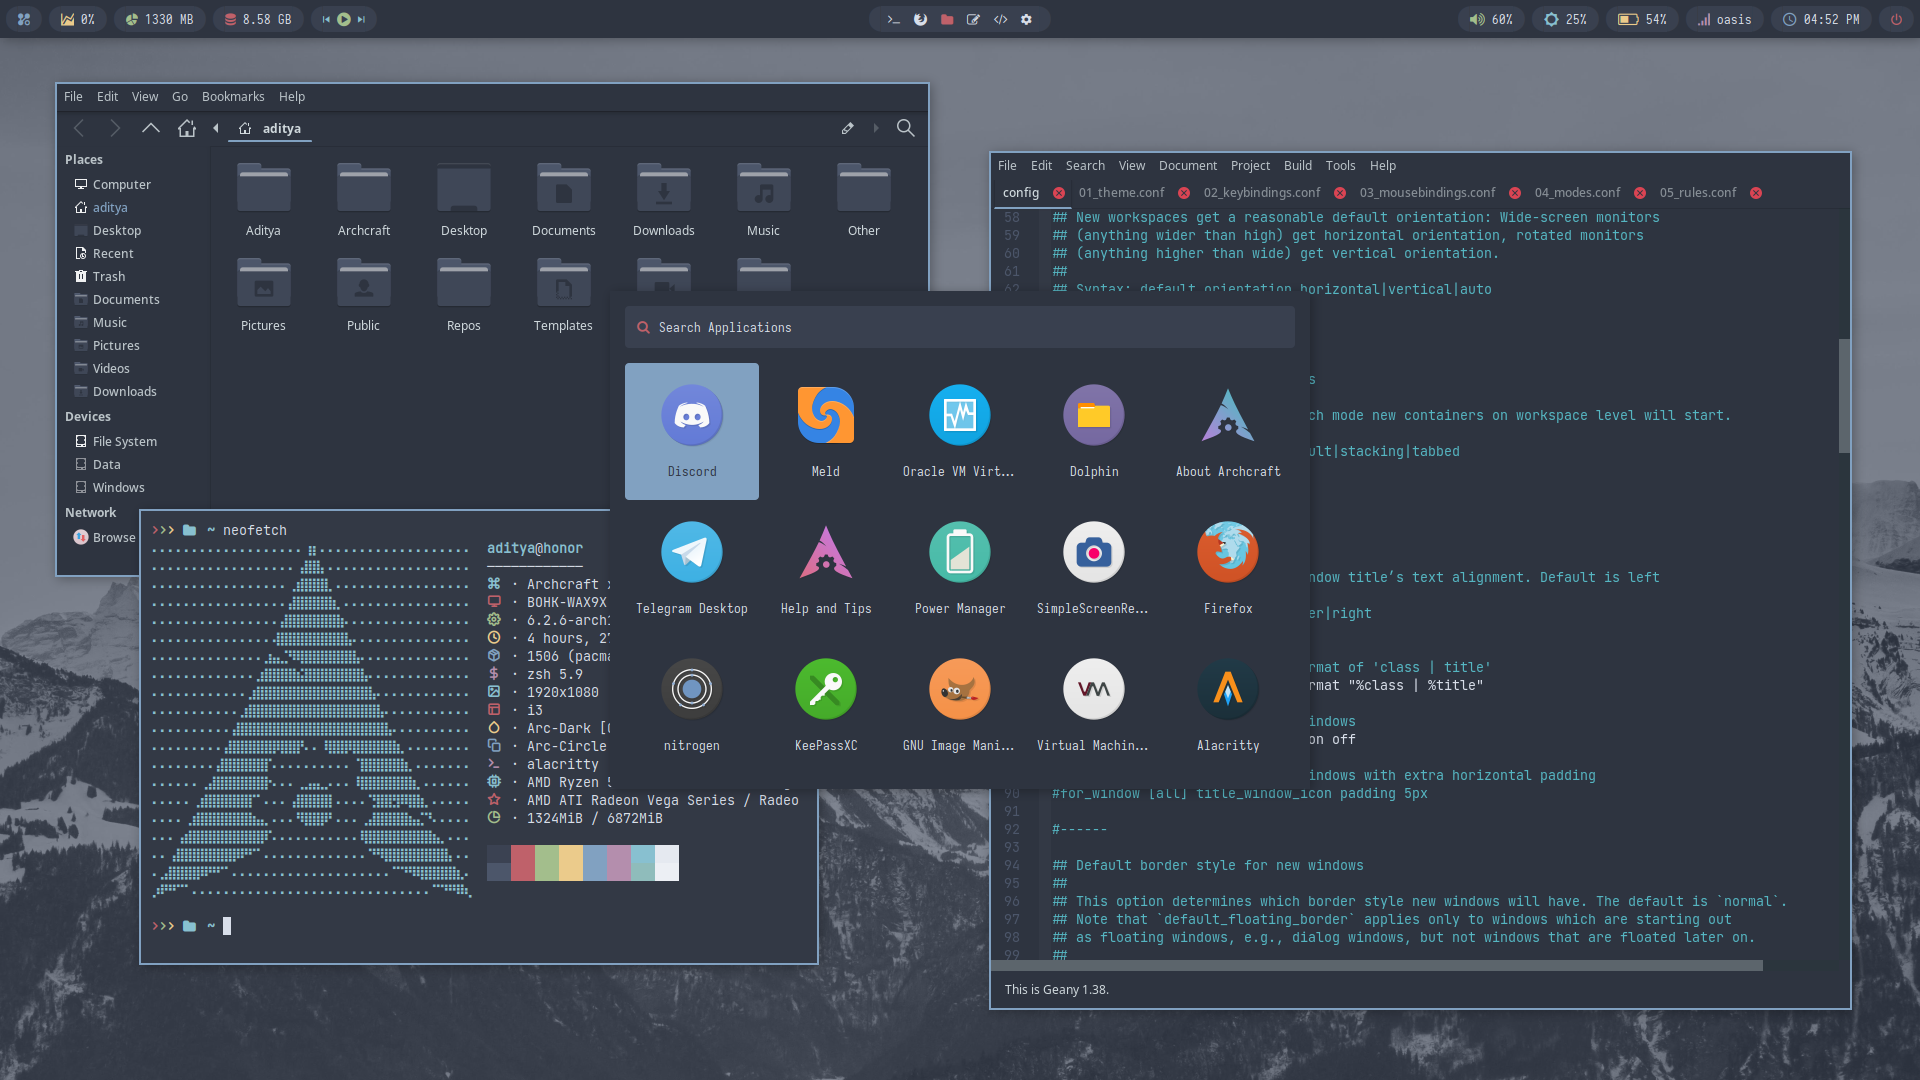 0%
1330 MB
8.58 GB
60%
25%
54%
oasis
04:52 PM
File Edit View Go Bookmarks Help
aditya
Places
Computer
aditya
Desktop
Recent
Trash
Documents
Music
Pictures
Videos
Downloads
Devices
File System
Data
Windows
Network
Browse
Aditya
Archcraft
Desktop
Documents
Downloads
Music
Other
Pictures
Public
Repos
Templates
>>> ~ neofetch
aditya@honor
· Archcraft
· BOHK-WAX9X
· 6.2.6-arch1
· 4 hours, 2
· 1506 (pacma
· zsh 5.9
· 1920x1080
· i3
· Arc-Dark [
· Arc-Circle
· alacritty
· AMD Ryzen 5
· AMD ATI Radeon Vega Series / Radeo
· 1324MiB / 6872MiB
>>> ~
Search Applications
Discord
Meld
Oracle VM Virt...
Dolphin
About Archcraft
Telegram Desktop
Help and Tips
Power Manager
SimpleScreenRe...
Firefox
nitrogen
KeePassXC
GNU Image Mani...
Virtual Machin...
Alacritty
File Edit Search View Document Project Build Tools Help
config 01_theme.conf 02_keybindings.conf 03_mousebindings.conf 04_modes.conf 05_rules.conf
58 ## New workspaces get a reasonable default orientation: Wide-screen monitors
59 ## (anything wider than high) get horizontal orientation, rotated monitors
60 ## (anything higher than wide) get vertical orientation.
61 ##
62 ## Syntax: default_orientation horizontal|vertical|auto
s
ch mode new containers on workspace level will start.
ult|stacking|tabbed
ndow title’s text alignment. Default is left
er|right
rmat of 'class | title'
rmat "%class | %title"
indows
on off
indows with extra horizontal padding
90 #for_window [all] title_window_icon padding 5px
91
92 #------
93
94 ## Default border style for new windows
95 ##
96 ## This option determines which border style new windows will have. The default is `normal`.
97 ## Note that `default_floating_border` applies only to windows which are starting out
98 ## as floating windows, e.g., dialog windows, but not windows that are floated later on.
99 ##
This is Geany 1.38.